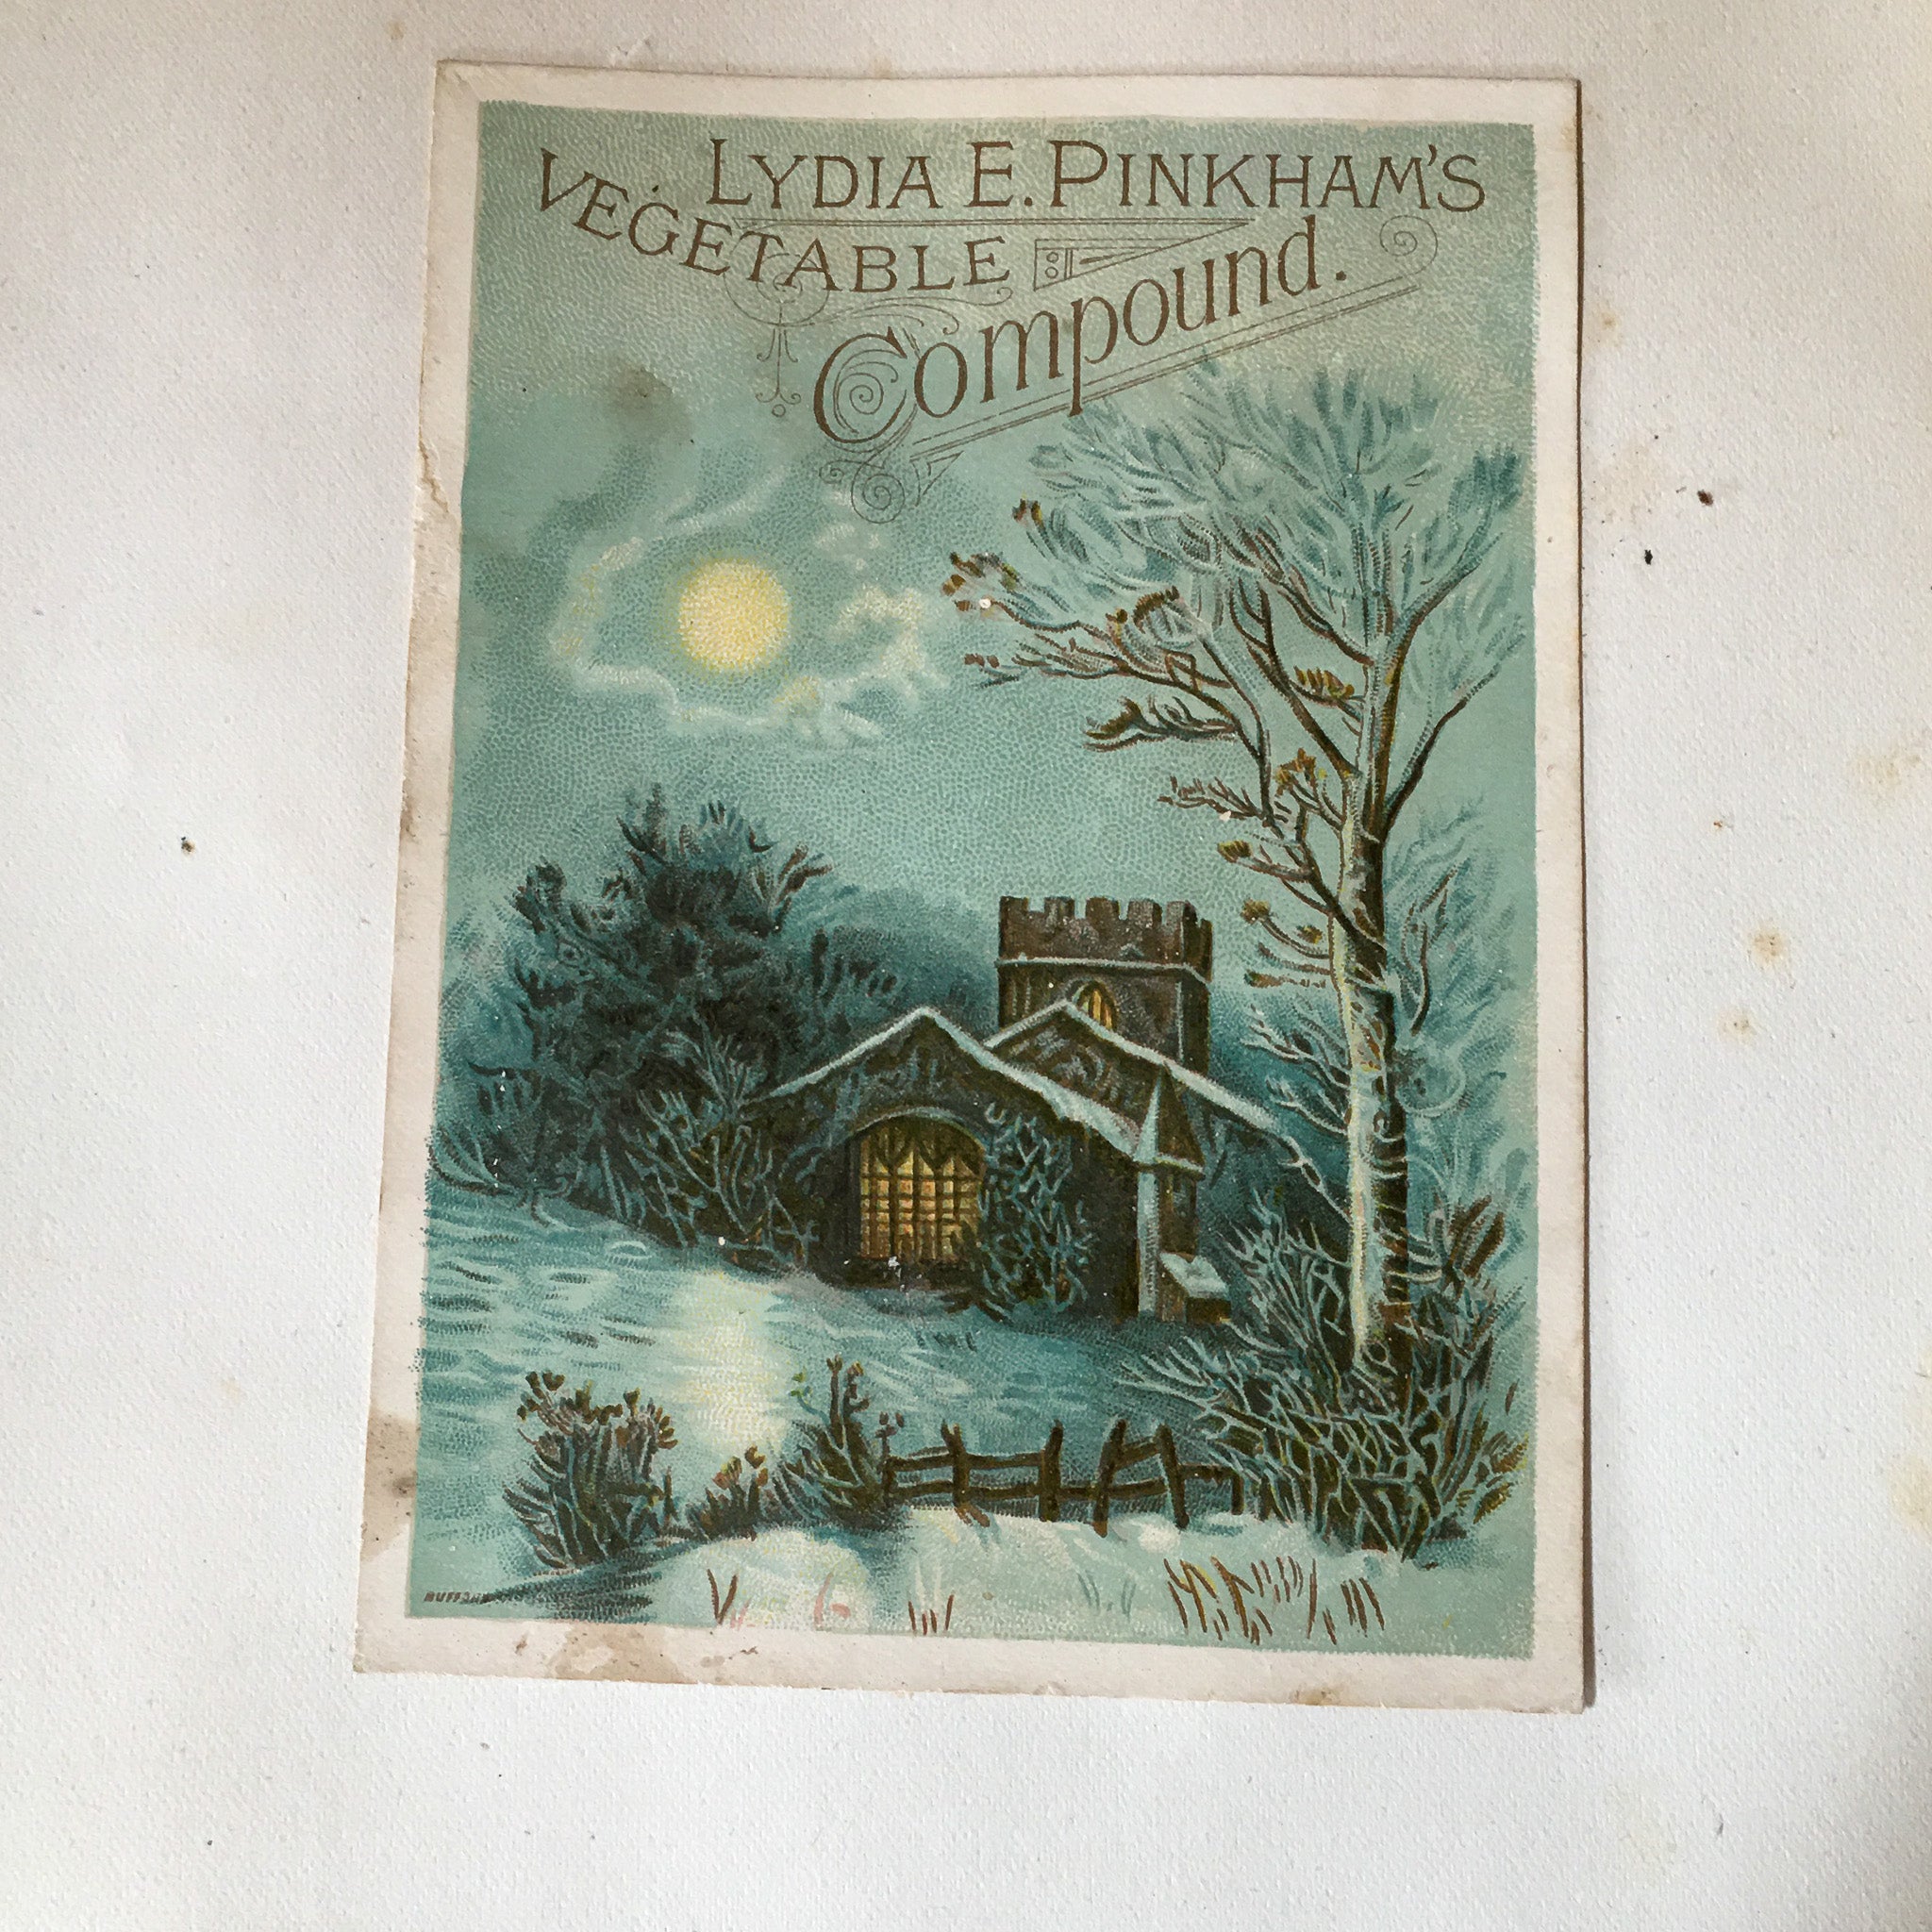 LYDIA E. PINKHAM'S
VEGETABLE
Compound.